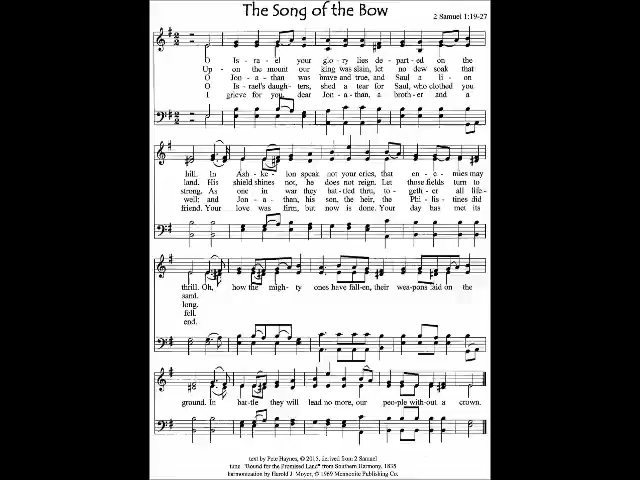 The Song of the Bow
2 Samuel 1:19-27
O Is-ra-el your glo-ry lies de-part-ed on the
Up-on the mount our king was slain, let no dew soak that
O Jon-a-than was brave and true, and Saul a li-on
O Is-rael's daugh-ters, shed a tear for Saul, who clothed you
I grieve for you, dear Jon-a-than, a broth-er and a
hill. In Ash-ke-lon speak not your cries, that en-e-mies may
land. His shield shines not, he does not reign. Let those fields turn to
strong. As one in war they bat-tled thru, to-geth-er all life-
well; and Jon-a-than, his son, the heir, the Phi-lis-tines did
friend. Your love was firm, but now is done. Your day has met its
thrill. Oh, how the might-ty ones have fall-en, their wea-pons laid on the
sand.
long.
fell.
end.
ground. In bat-tle they will lead no more, our peo-ple with-out a crown.
text by Pete Haynes, © 2015, derived from 2 Samuel
tune "Bound for the Promised Land" from Southern Harmony, 1835
harmonization by Harold J. Moyer, © 1969 Mennonite Publishing Co.